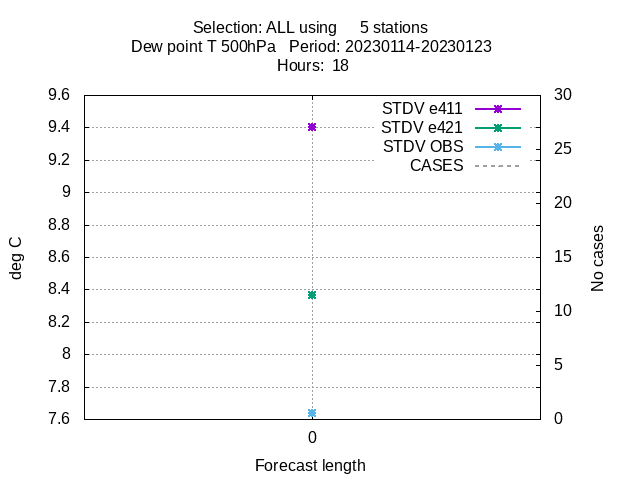 Selection: ALL using 5 stations
Dew point T 500hPa Period: 20230114-20230123
Hours: 18
9.6
9.4
9.2
9
8.8
8.6
8.4
8.2
8
7.8
7.6
deg C
STDV e411
STDV e421
STDV OBS
CASES
30
25
20
15
10
5
0
No cases
0
Forecast length